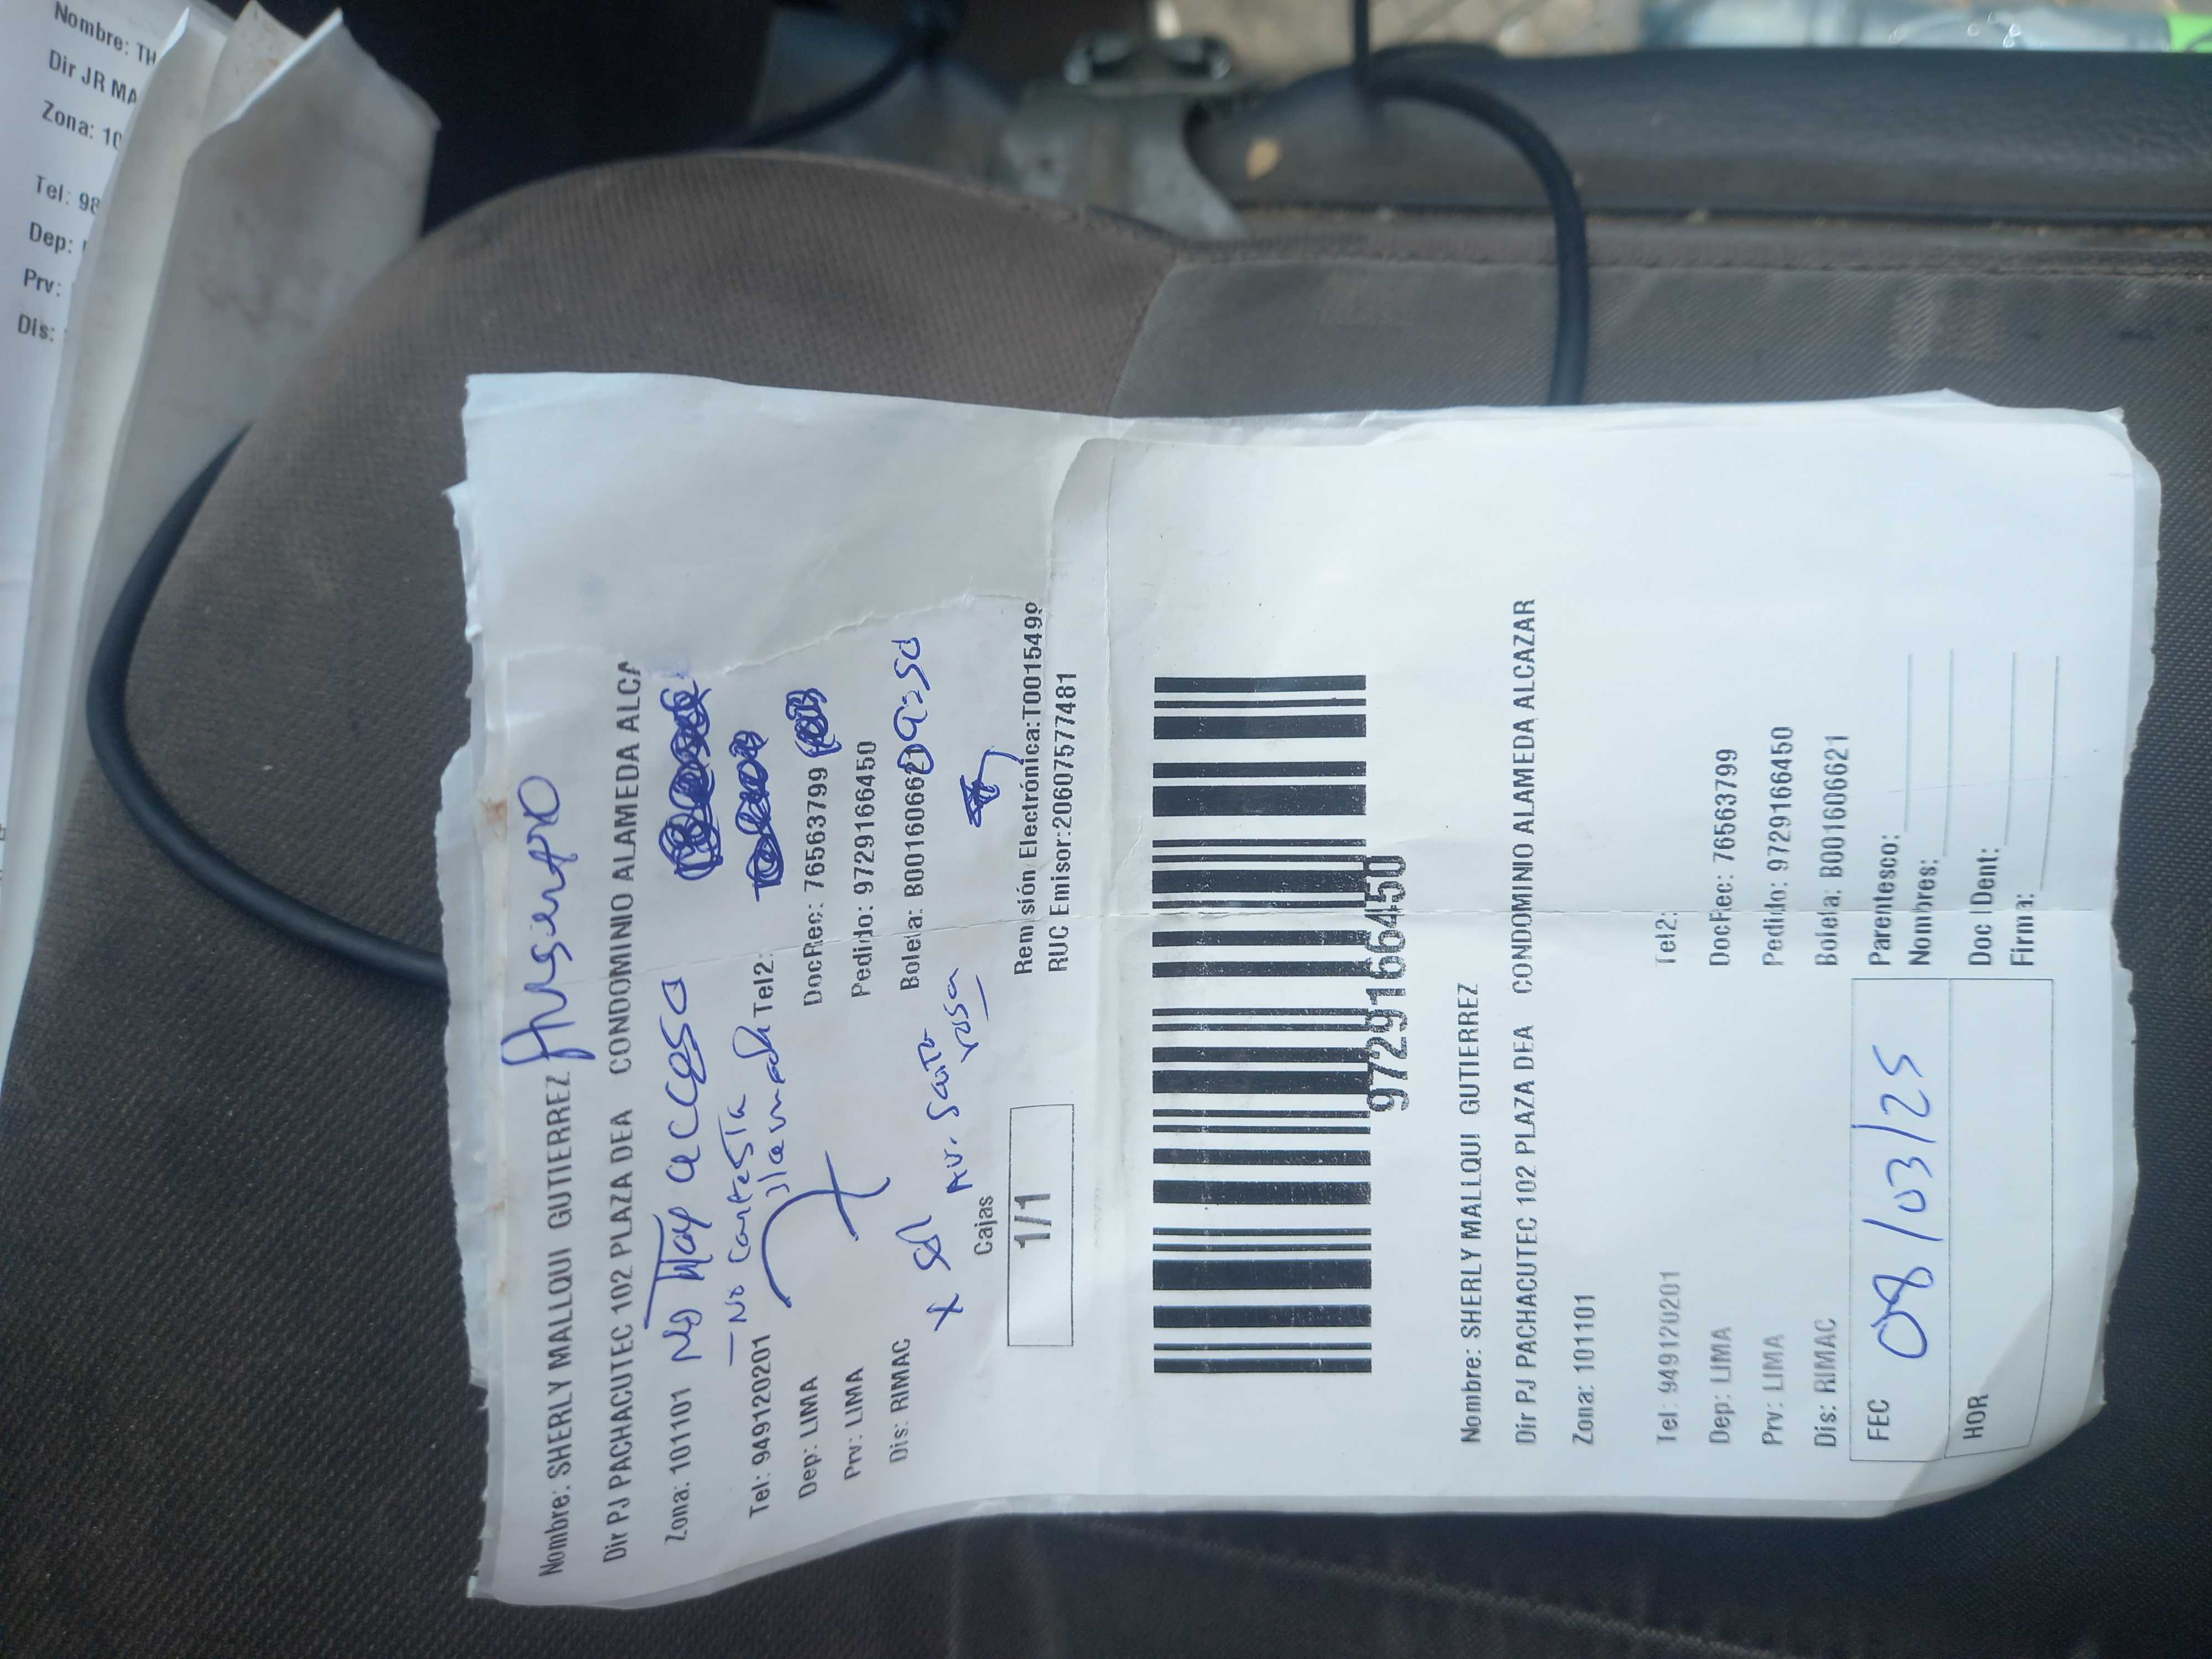 Nombre: TH
Dir JR MA
Zona: 10
Tel: 98
Dep:
Prv:
Dis:
Nombre: SHERLY MALLQUI GUTIERREZ Ausentro
Dir PJ PACHACUTEC 102 PLAZA DEA CONDOMINIO ALAMEDA ALCA
Zona: 101101 No Hay acceso
- No contesta
llamada
Tel: 949120201 Tel2:
Dep: LIMA DocRec: 76563799
Prv: LIMA Pedido: 9729166450
Dis: RIMAC Boleta: B001606621
x sd Av. Santa rosa
Cajas
1/1
Remisión Electrónica:T0015499
RUC Emisor:20607577481
9729166450
Nombre: SHERLY MALLQUI GUTIERREZ
Dir PJ PACHACUTEC 102 PLAZA DEA CONDOMINIO ALAMEDA ALCAZAR
Zona: 101101
Tel: 949120201 Tel2:
Dep: LIMA DocRec: 76563799
Prv: LIMA Pedido: 9729166450
Dis: RIMAC Boleta: B001606621
FEC 08/03/25 Parentesco:
Nombres:
HOR Doc IDent:
Firma: